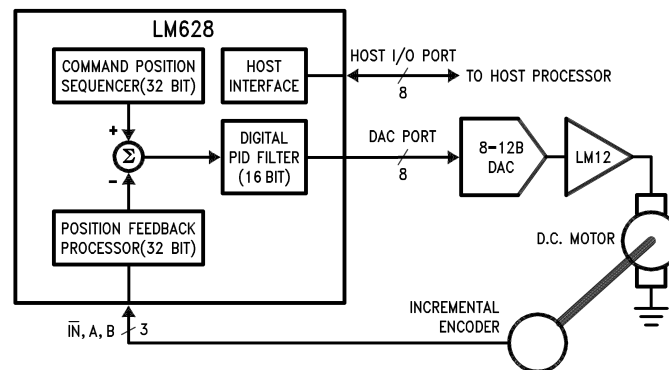 LM628
COMMAND POSITION
SEQUENCER(32 BIT)
HOST
INTERFACE
HOST I/O PORT
8
TO HOST PROCESSOR
+
Σ
-
DIGITAL
PID FILTER
(16 BIT)
DAC PORT
8
8-12B
DAC
LM12
POSITION FEEDBACK
PROCESSOR(32 BIT)
D.C. MOTOR
INCREMENTAL
ENCODER
I̅N̅, A, B
3